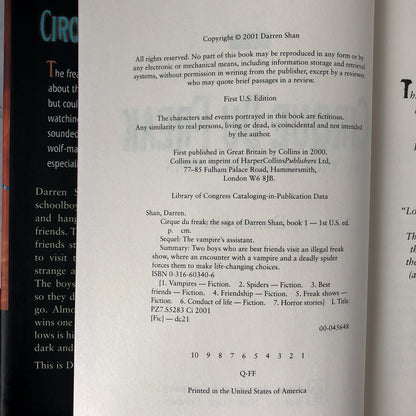 CIRQ
The frea
about th
but coul
watching
sounded
wolf-ma
especial
Darren S
schoolboy
and hang
friends. T
friends st
to visit t
strange a
The boys
so they d
go. Almo
wins one
lows is hi
dark and
This is D
Copyright © 2001 Darren Shan
All rights reserved. No part of this book may be reproduced in any form or by
any electronic or mechanical means, including information storage and retrieval
systems, without permission in writing from the publisher, except by a reviewer
who may quote brief passages in a review.
First U.S. Edition
The characters and events portrayed in this book are fictitious.
Any similarity to real persons, living or dead, is coincidental and not intended
by the author.
First published in Great Britain by Collins in 2000.
Collins is an imprint of HarperCollinsPublishers Ltd,
77–85 Fulham Palace Road, Hammersmith,
London W6 8JB.
Library of Congress Cataloging-in-Publication Data
Shan, Darren.
Cirque du freak: the saga of Darren Shan, book 1 — 1st U.S. ed.
p. cm.
Sequel: The vampire's assistant.
Summary: Two boys who are best friends visit an illegal freak
show, where an encounter with a vampire and a deadly spider
forces them to make life-changing choices.
ISBN 0-316-60340-6
[1. Vampires — Fiction. 2. Spiders — Fiction. 3. Best
friends — Fiction. 4. Friendship — Fiction. 5. Freak shows —
Fiction. 6. Conduct of life — Fiction. 7. Horror stories] I. Title.
PZ7.S5283 Ci 2001
[Fic] — dc21
00-045648
10 9 8 7 6 5 4 3 2 1
Q-FF
Printed in the United States of America
Th
"Lo
Th
th
the
(a